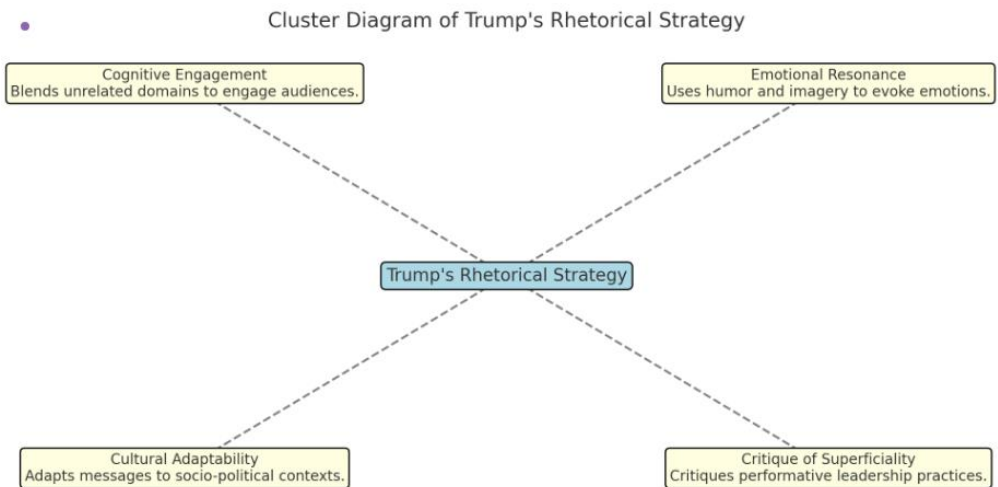 Cluster Diagram of Trump's Rhetorical Strategy
Cognitive Engagement
Blends unrelated domains to engage audiences.
Emotional Resonance
Uses humor and imagery to evoke emotions.
Trump's Rhetorical Strategy
Cultural Adaptability
Adapts messages to socio-political contexts.
Critique of Superficiality
Critiques performative leadership practices.